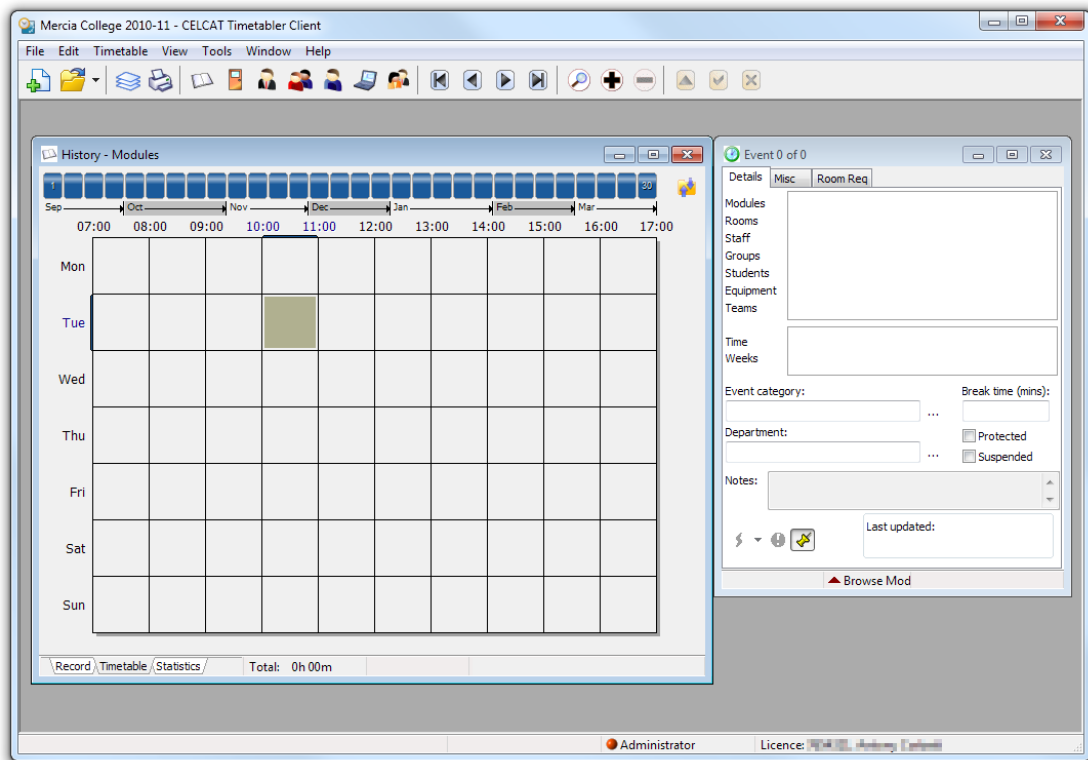 Mercia College 2010-11 - CELCAT Timetabler Client
File Edit Timetable View Tools Window Help
History - Modules
1 30
Sep Oct Nov Dec Jan Feb Mar
07:00 08:00 09:00 10:00 11:00 12:00 13:00 14:00 15:00 16:00 17:00
Mon
Tue
Wed
Thu
Fri
Sat
Sun
Record Timetable Statistics Total: 0h 00m
Event 0 of 0
Details Misc Room Req
Modules
Rooms
Staff
Groups
Students
Equipment
Teams
Time
Weeks
Event category: Break time (mins):
...
Department: Protected
... Suspended
Notes:
Last updated:
Browse Mod
Administrator Licence: